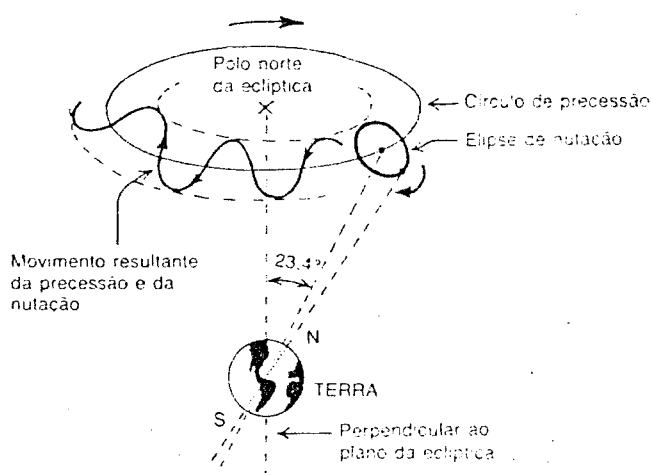 Polo norte
da eclíptica
Círculo de precessão
Elipse de nutação
Movimento resultante
da precessão e da
nutação
23,4°
N
TERRA
S
Perpendicular ao
plano da eclíptica